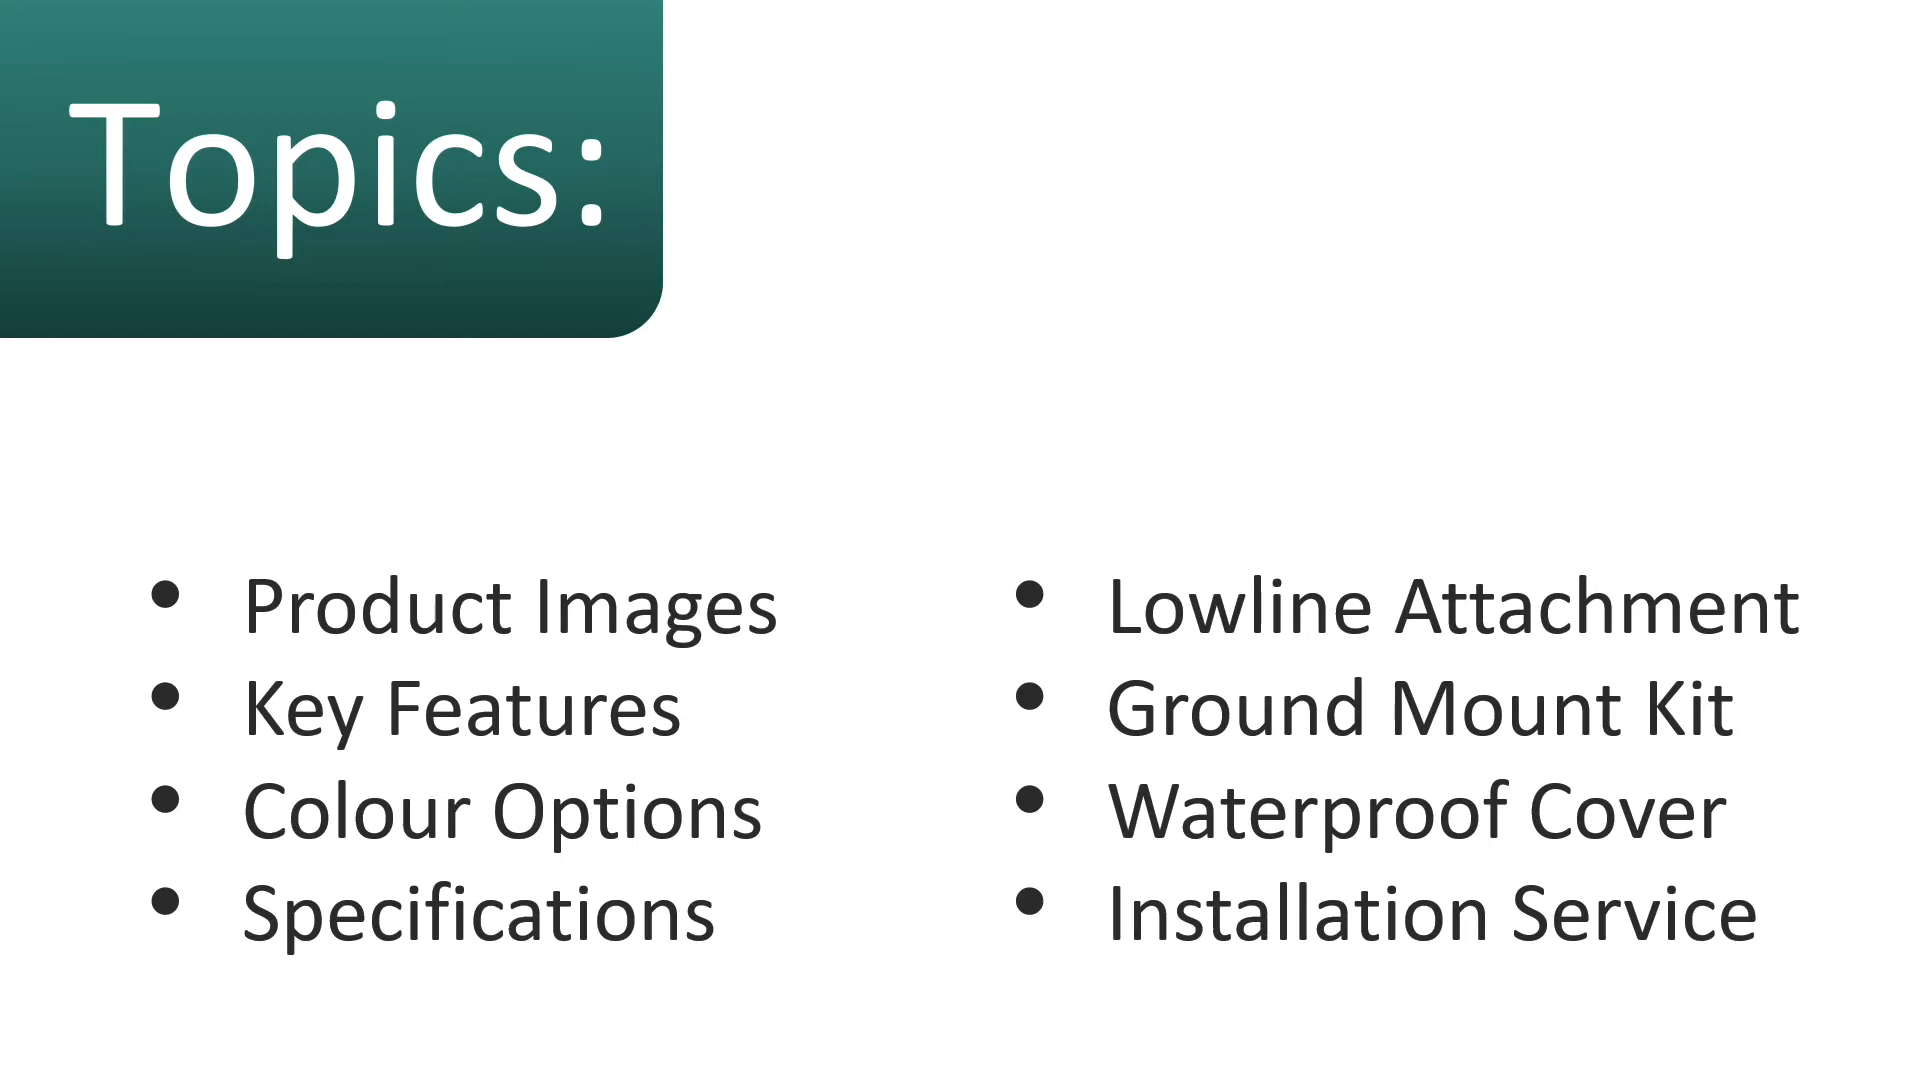 Topics:
• Product Images
• Key Features
• Colour Options
• Specifications
• Lowline Attachment
• Ground Mount Kit
• Waterproof Cover
• Installation Service